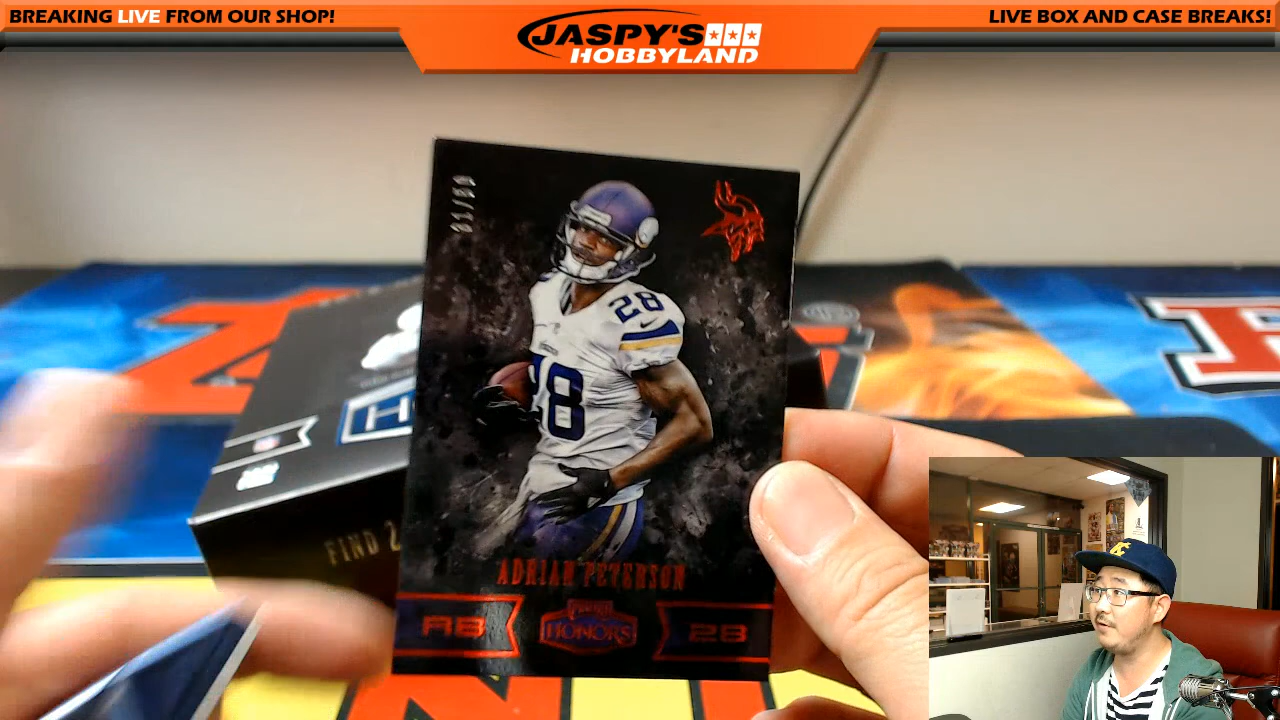 BREAKING LIVE FROM OUR SHOP!
JASPY'S
HOBBYLAND
LIVE BOX AND CASE BREAKS!
28
28
FIND 2
ADRIAN PETERSON
RB
HONORS
28